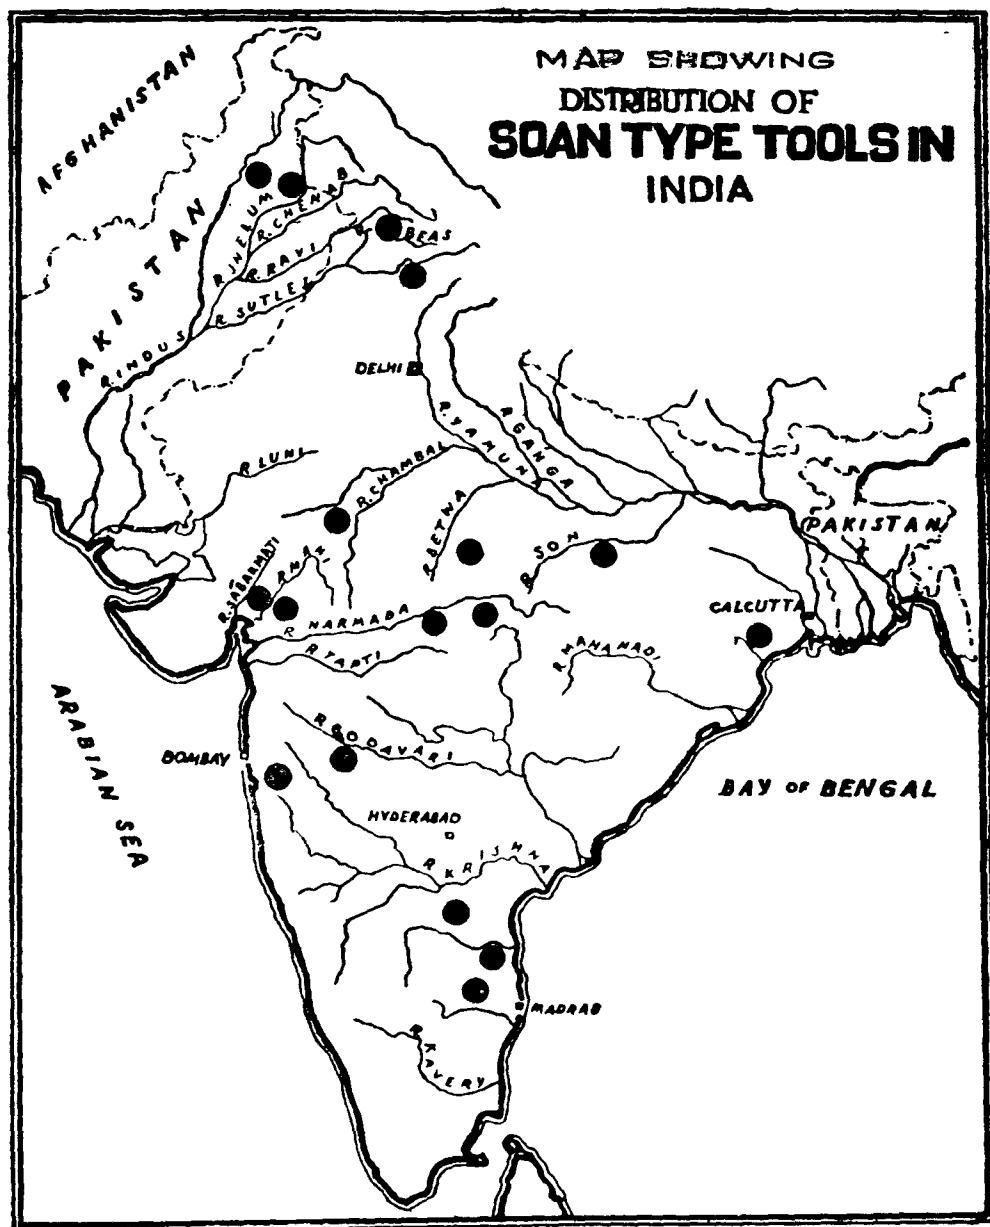 MAP SHOWING
DISTRIBUTION OF
SOAN TYPE TOOLS IN
INDIA
AFGHANISTAN
PAKISTAN
R. JHELUM
R. CHENAB
BEAS
R. RAVI
R. SUTLEJ
R. INDUS
DELHI
R. YAMUN
R GANGA
R LUNI
R. CHAMBAL
R BETWA
R SON
PAKISTAN
R. SABARMATI
R MAHI
CALCUTTA
R NARMADA
R TAPTI
R MAHANADI
ARABIAN SEA
BOMBAY
R GODAVARI
BAY OF BENGAL
HYDERABAD
R KRISHNA
MADRAS
R KAVERY